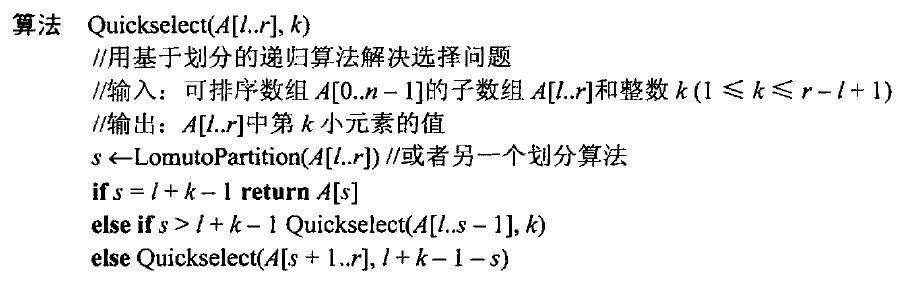 算法 Quickselect(A[l..r], k)
//用基于划分的递归算法解决选择问题
//输入：可排序数组 A[0..n − 1]的子数组 A[l..r]和整数 k (1 ≤ k ≤ r − l + 1)
//输出：A[l..r]中第 k 小元素的值
s ←LomutoPartition(A[l..r]) //或者另一个划分算法
if s = l + k − 1 return A[s]
else if s > l + k − 1 Quickselect(A[l..s − 1], k)
else Quickselect(A[s + 1..r], l + k − 1 − s)